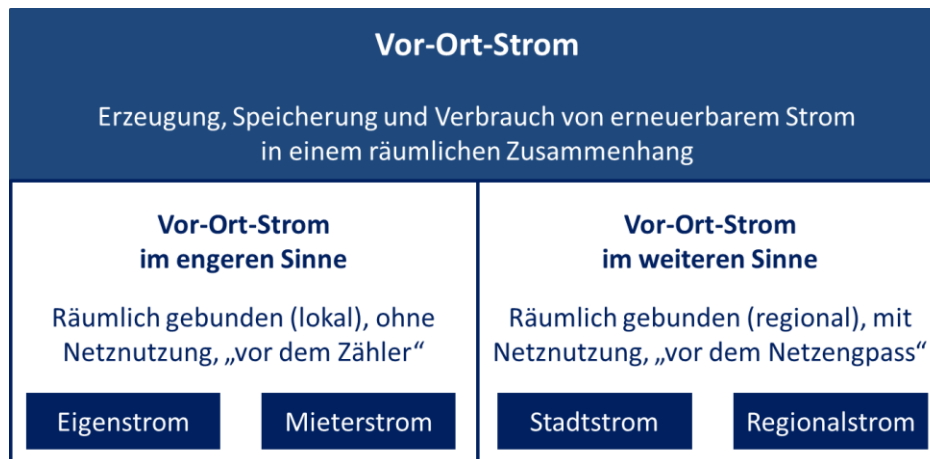 Vor-Ort-Strom
Erzeugung, Speicherung und Verbrauch von erneuerbarem Strom
in einem räumlichen Zusammenhang
Vor-Ort-Strom
im engeren Sinne
Räumlich gebunden (lokal), ohne
Netznutzung, „vor dem Zähler“
Eigenstrom
Mieterstrom
Vor-Ort-Strom
im weiteren Sinne
Räumlich gebunden (regional), mit
Netznutzung, „vor dem Netzengpass“
Stadtstrom
Regionalstrom